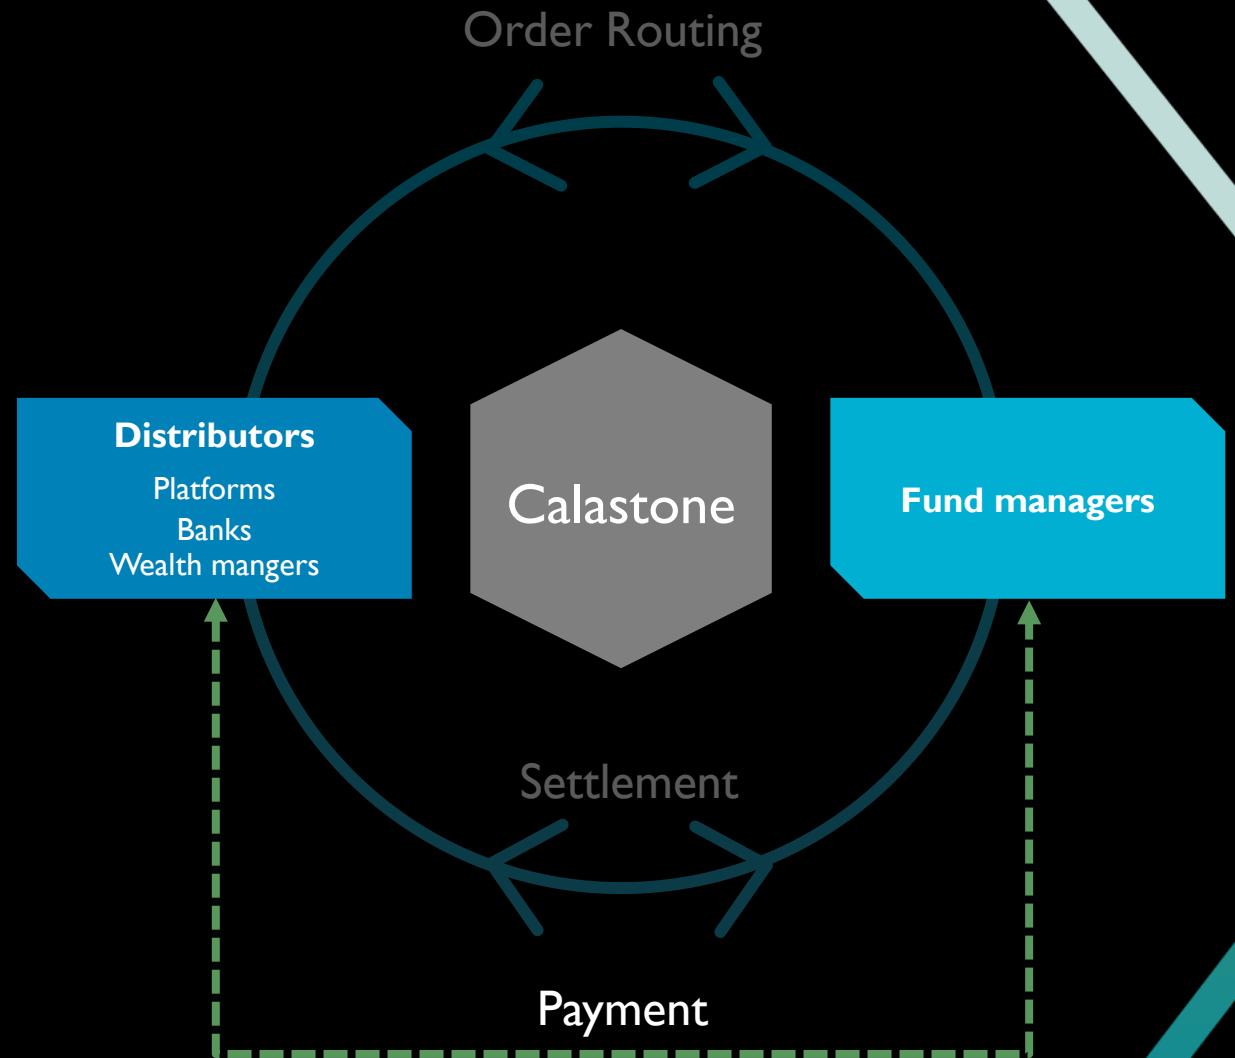 Order Routing
Distributors
Platforms
Banks
Wealth mangers
Calastone
Fund managers
Settlement
Payment